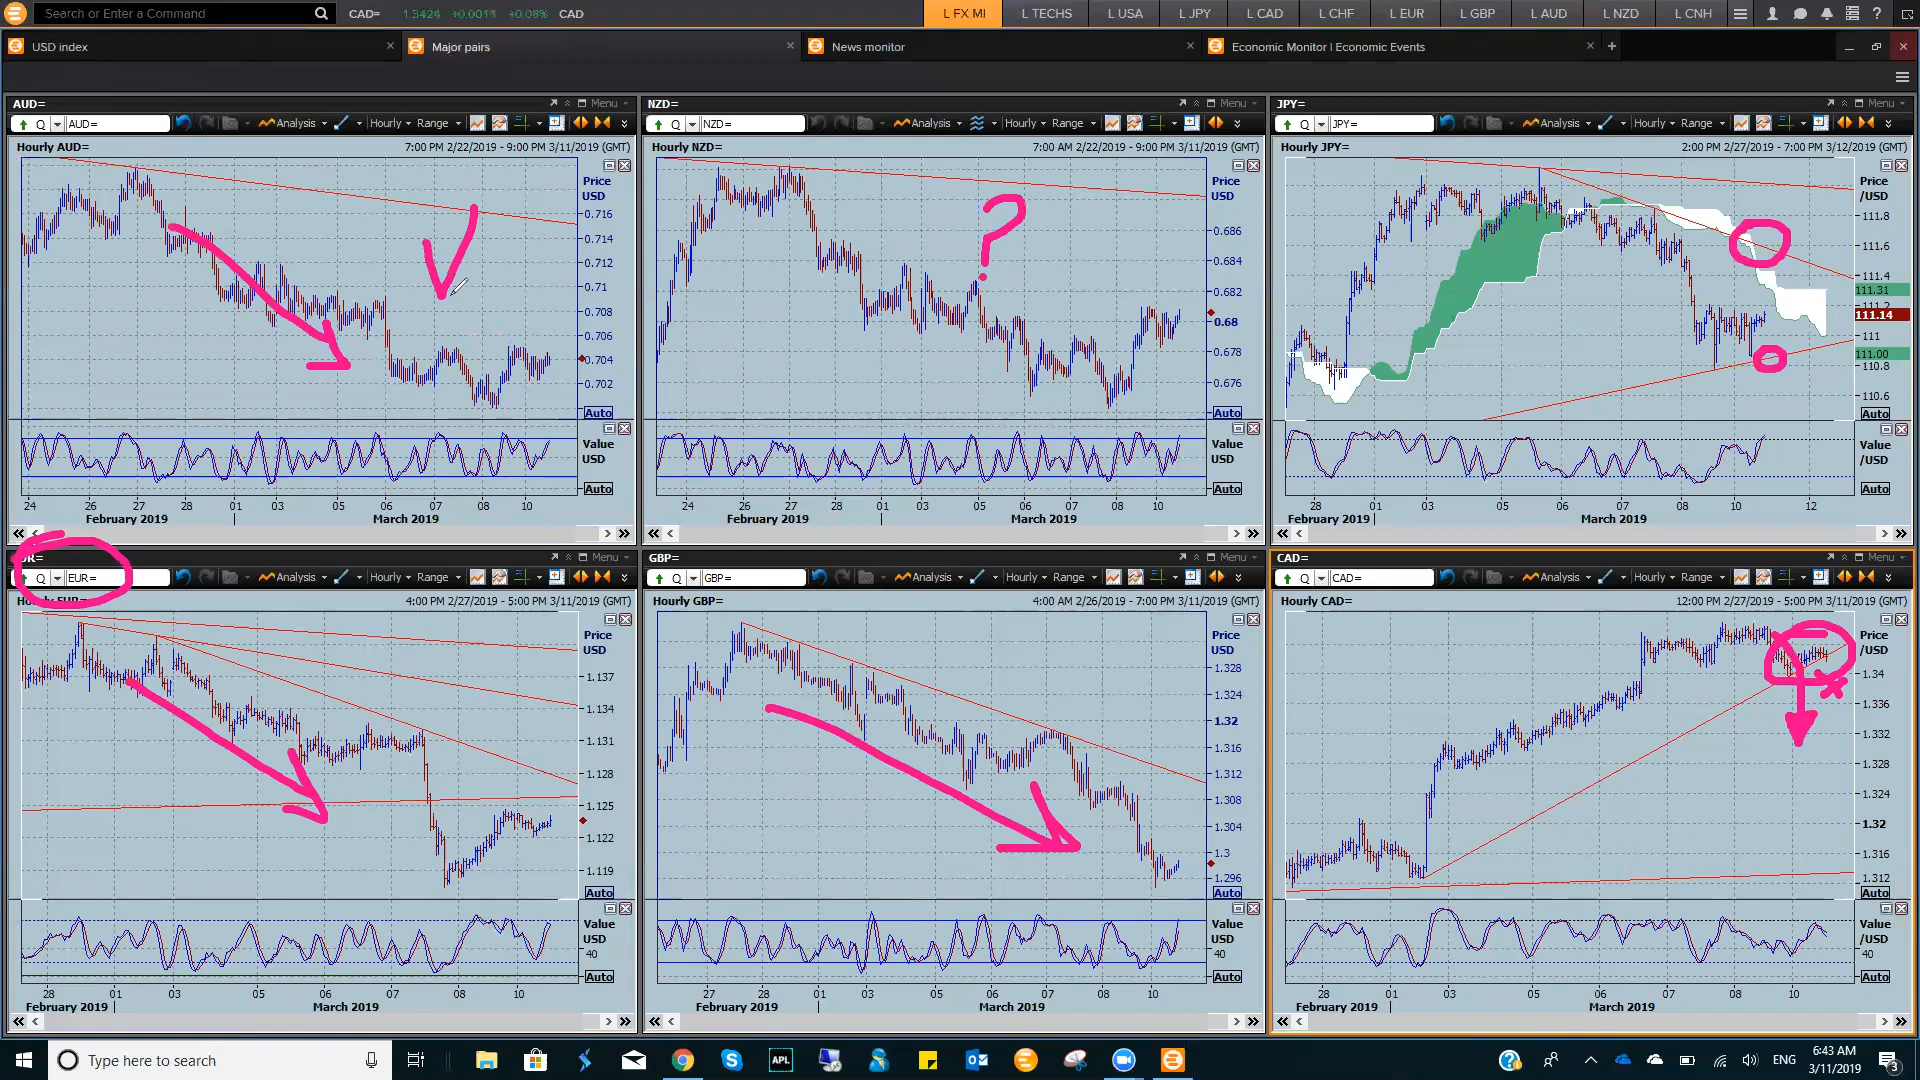 Search or Enter a Command CAD= 1.3424 +0.0011 +0.08% CAD L FX MI L TECHS L USA L JPY L CAD L CHF L EUR L GBP L AUD L NZD L CNH ?
USD index Major pairs News monitor Economic Monitor | Economic Events
AUD= Menu
Q AUD= Analysis Hourly Range
Hourly AUD= 7:00 PM 2/22/2019 - 9:00 PM 3/11/2019 (GMT)
Price
USD
0.716
0.714
0.712
0.71
0.708
0.706
0.704
0.702
Auto
Value
USD
Auto
24 26 27 28 01 04 05 06 07 08 10
February 2019 March 2019
NZD= Menu
Q NZD= Analysis Hourly Range
Hourly NZD= 7:00 AM 2/22/2019 - 9:00 PM 3/11/2019 (GMT)
Price
USD
?
0.686
0.684
0.682
0.68
0.678
0.676
Auto
Value
USD
Auto
24 26 27 28 01 03 05 06 07 08 10
February 2019 March 2019
JPY= Menu
Q JPY= Analysis Hourly Range
Hourly JPY= 2:00 PM 2/27/2019 - 7:00 PM 3/12/2019 (GMT)
Price
/USD
111.8
111.6
111.4
111.31
111.2
111.14
111
111.00
110.8
110.6
Auto
Value
/USD
Auto
28 01 03 05 06 07 08 10 12
February 2019 March 2019
Menu
Q EUR= Analysis Hourly Range
Hourly EUR= 4:00 PM 2/27/2019 - 5:00 PM 3/11/2019 (GMT)
Price
USD
1.137
1.134
1.131
1.128
1.125
1.122
1.119
Auto
Value
USD
40
Auto
28 01 03 05 06 07 08 10
February 2019 March 2019
GBP= Menu
Q GBP= Analysis Hourly Range
Hourly GBP= 4:00 AM 2/26/2019 - 7:00 PM 3/11/2019 (GMT)
Price
USD
1.328
1.324
1.32
1.316
1.312
1.308
1.304
1.3
1.296
Auto
Value
USD
40
Auto
27 28 01 03 05 06 07 08 10
February 2019 March 2019
CAD= Menu
Q CAD= Analysis Hourly Range
Hourly CAD= 12:00 PM 2/27/2019 - 5:00 PM 3/11/2019 (GMT)
Price
/USD
1.34
1.336
1.332
1.328
1.324
1.32
1.316
1.312
Auto
Value
/USD
40
Auto
28 01 03 05 06 07 08 10
February 2019 March 2019
Type here to search APL ENG 6:43 AM
3/11/2019 3